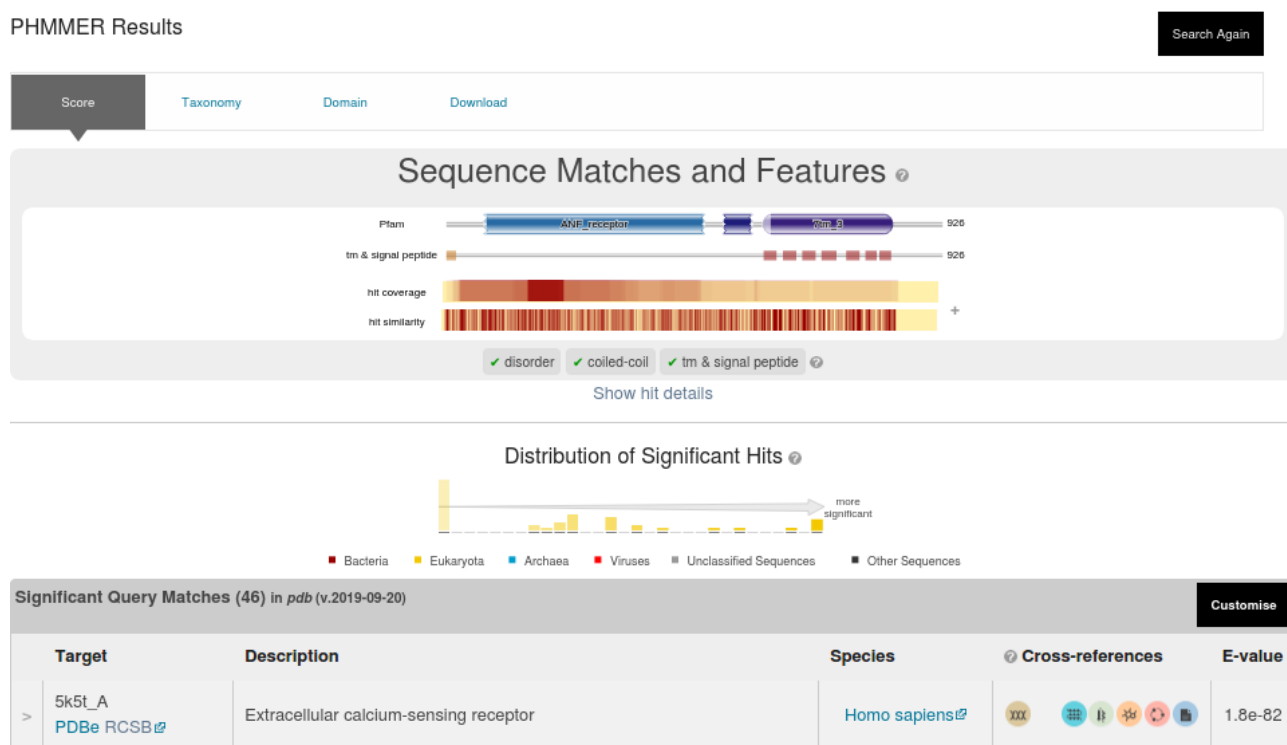 PHMMER Results
Search Again
Score Taxonomy Domain Download
Sequence Matches and Features
Pfam ANF_receptor 7tm_3 926
tm & signal peptide 926
hit coverage
+
hit similarity
✔ disorder ✔ coiled-coil ✔ tm & signal peptide ?
Show hit details
Distribution of Significant Hits ?
more
significant
Bacteria Eukaryota Archaea Viruses Unclassified Sequences Other Sequences
Significant Query Matches (46) in pdb (v.2019-09-20)
Customise
Target Description Species ? Cross-references E-value
5k5t_A
> Extracellular calcium-sensing receptor Homo sapiens XXX 1.8e-82
PDBe RCSB